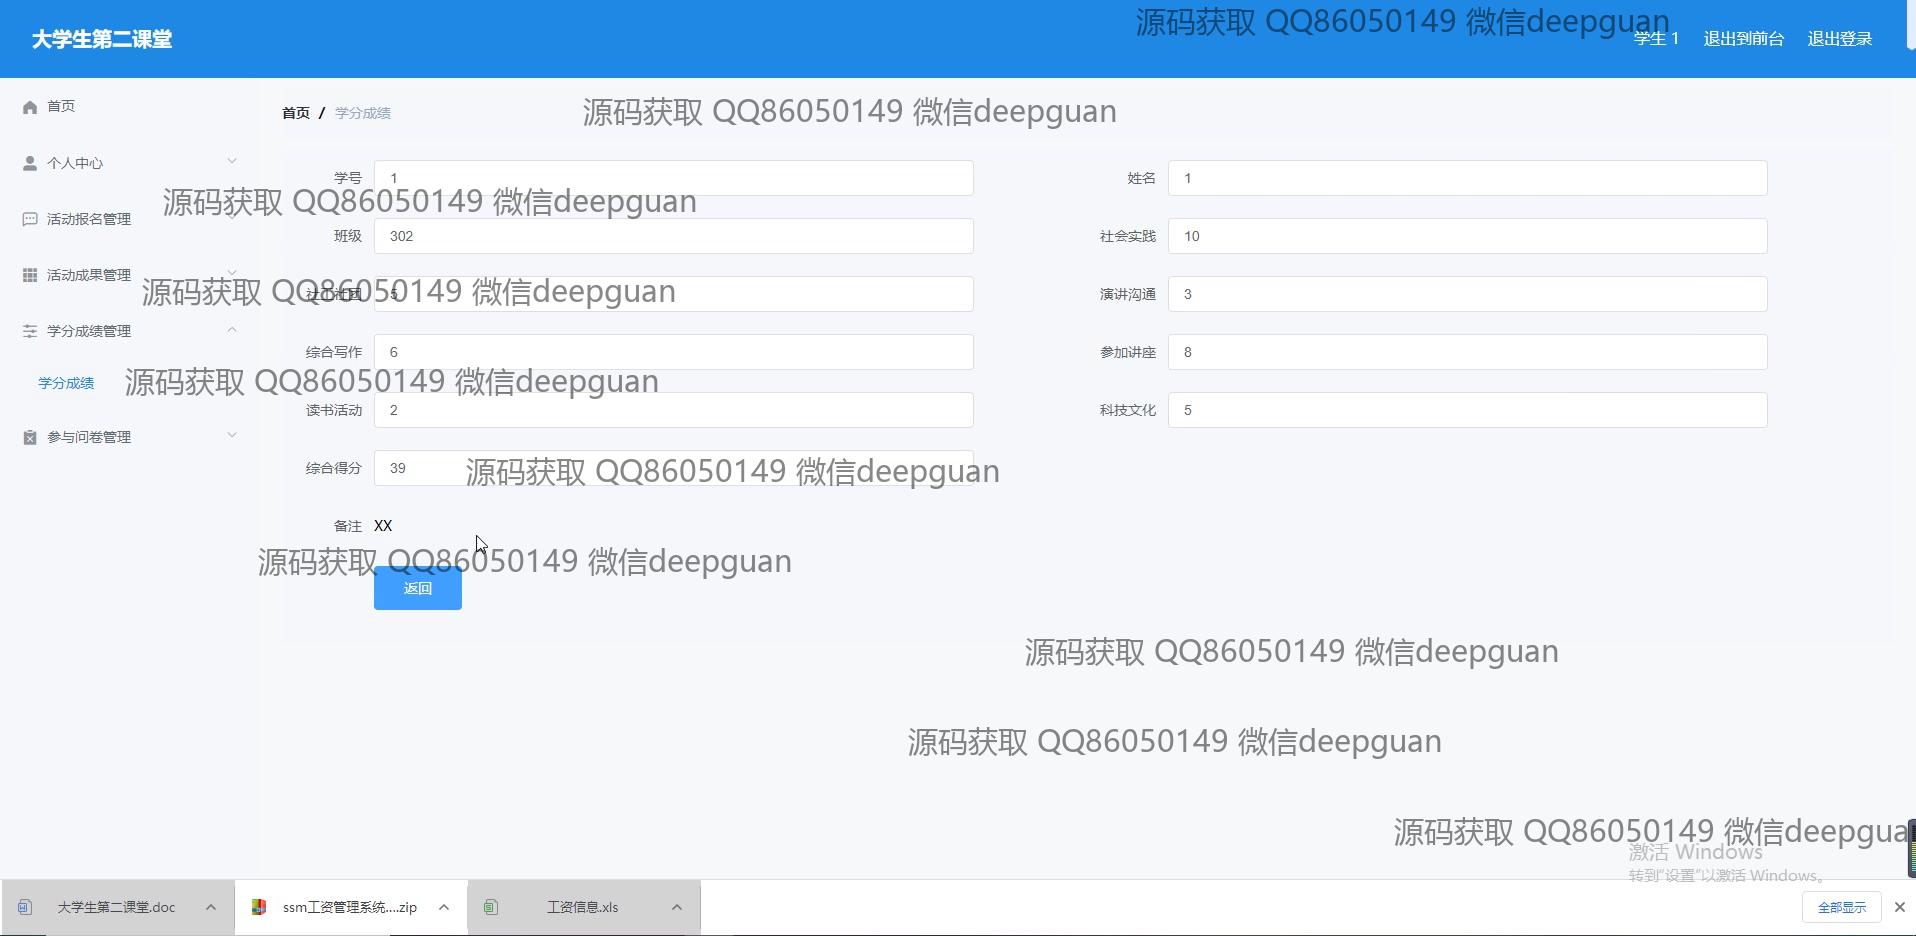 源码获取 QQ86050149 微信deepguan
大学生第二课堂
学生 1 退出到前台 退出登录
首页
首页 / 学分成绩
源码获取 QQ86050149 微信deepguan
个人中心
学号 1
姓名 1
源码获取 QQ86050149 微信deepguan
活动报名管理
班级 302
社会实践 10
活动成果管理
源码获取 QQ86050149 微信deepguan
5
演讲沟通 3
学分成绩管理
综合写作 6
参加讲座 8
学分成绩
源码获取 QQ86050149 微信deepguan
读书活动 2
科技文化 5
参与问卷管理
综合得分 39
源码获取 QQ86050149 微信deepguan
备注 XX
源码获取 QQ86050149 微信deepguan
返回
源码获取 QQ86050149 微信deepguan
源码获取 QQ86050149 微信deepguan
源码获取 QQ86050149 微信deepgua
激活 Windows
转到"设置"以激活 Windows。
大学生第二课堂.doc
ssm工资管理系统....zip
工资信息.xls
全部显示